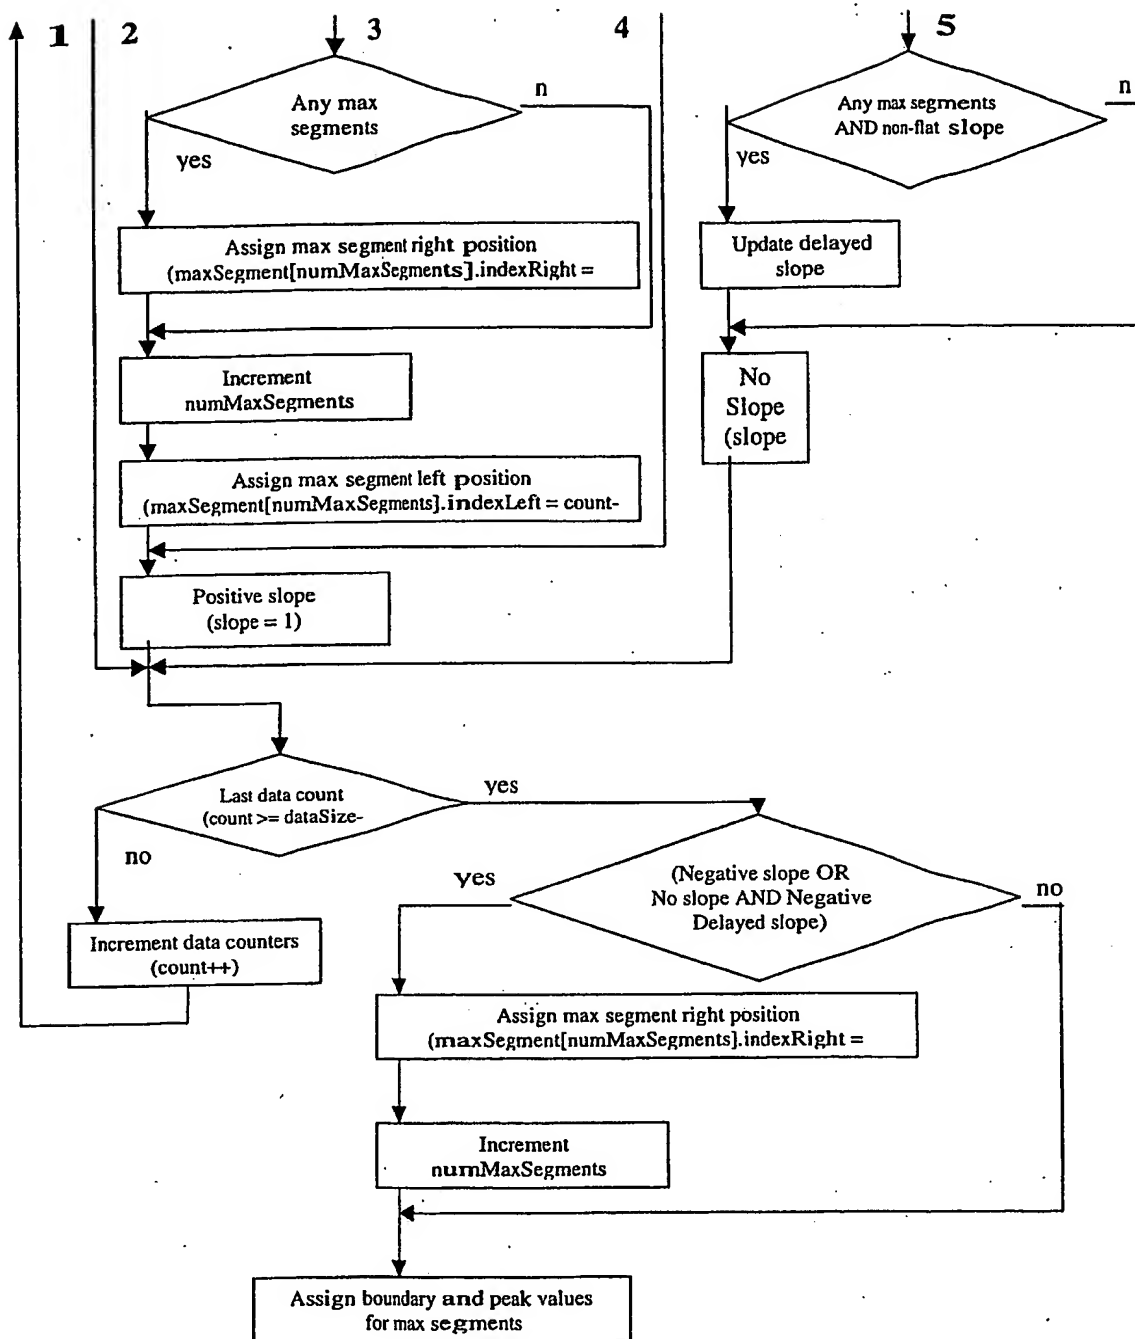 1
2
3
4
5
Any max
segments
n
yes
Any max segments
AND non-flat slope
n
yes
Assign max segment right position
(maxSegment[numMaxSegments].indexRight =
Update delayed
slope
Increment
numMaxSegments
No
Slope
(slope
Assign max segment left position
(maxSegment[numMaxSegments].indexLeft = count-
Positive slope
(slope = 1)
Last data count
(count >= dataSize-
yes
no
(Negative slope OR
No slope AND Negative
Delayed slope)
yes
no
Increment data counters
(count++)
Assign max segment right position
(maxSegment[numMaxSegments].indexRight =
Increment
numMaxSegments
Assign boundary and peak values
for max segments